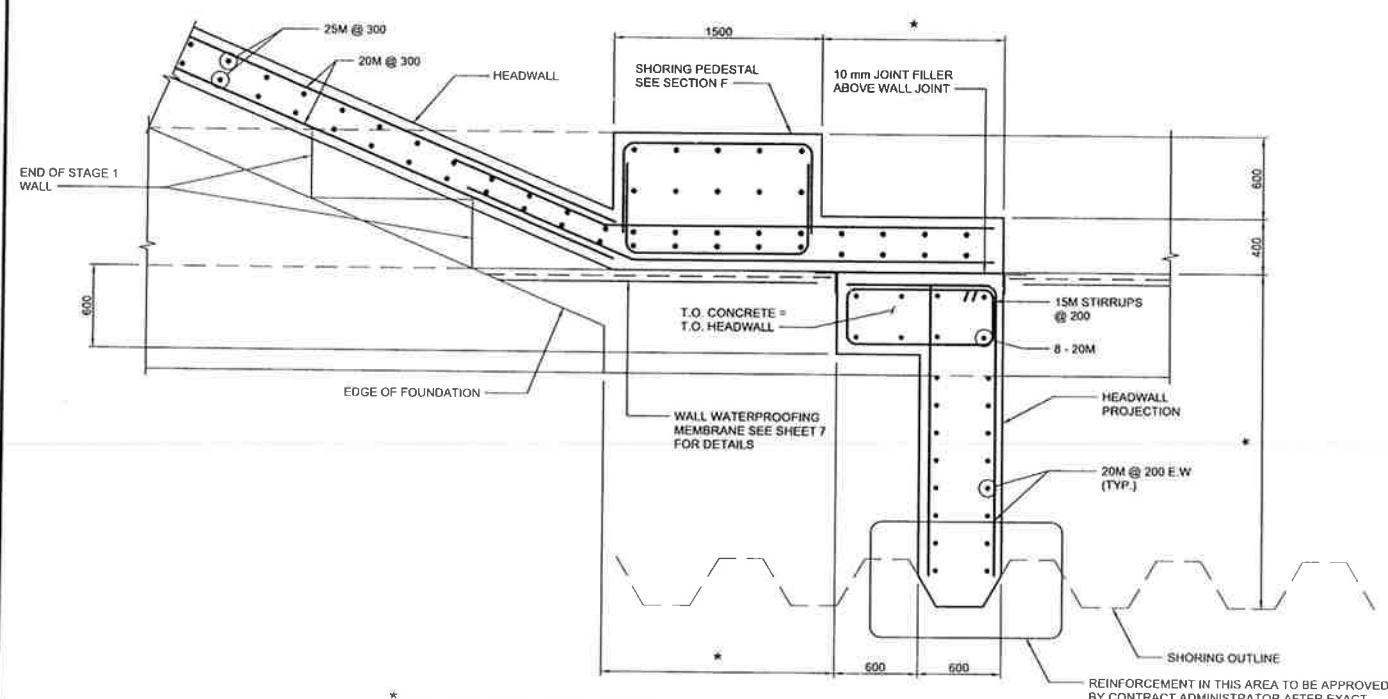 25M @ 300
20M @ 300
HEADWALL
1500
*
SHORING PEDESTAL
SEE SECTION F
10 mm JOINT FILLER
ABOVE WALL JOINT
END OF STAGE 1
WALL
600
400
600
T.O. CONCRETE =
T.O. HEADWALL
15M STIRRUPS
@ 200
8 - 20M
EDGE OF FOUNDATION
WALL WATERPROOFING
MEMBRANE SEE SHEET 7
FOR DETAILS
HEADWALL
PROJECTION
*
20M @ 200 E.W
(TYP.)
*
600
600
SHORING OUTLINE
*
REINFORCEMENT IN THIS AREA TO BE APPROVED
BY CONTRACT ADMINISTRATOR AFTER EXACT